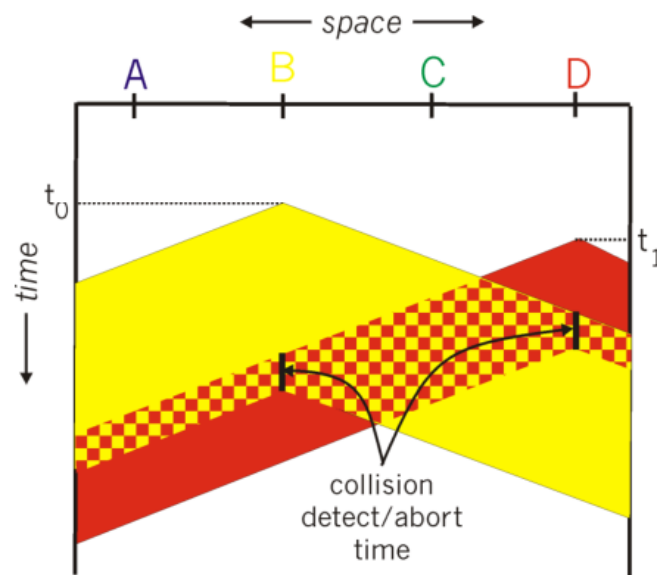 space
A B C D
t0
t1
time
collision
detect/abort
time